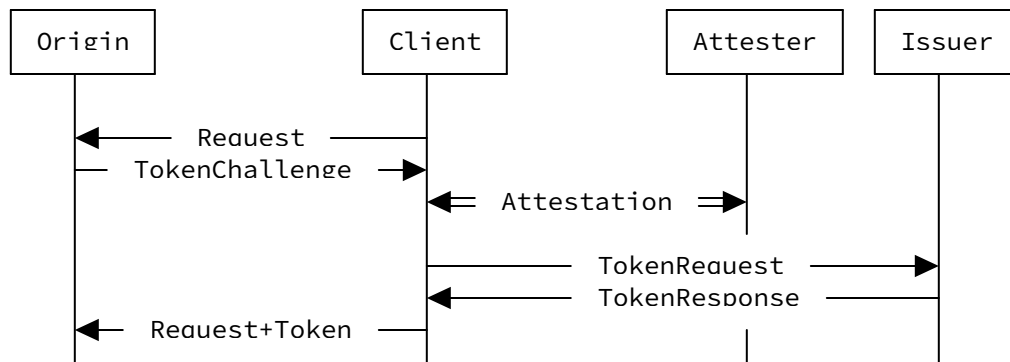 Origin Client Attester Issuer
Request
TokenChallenge
Attestation
TokenRequest
TokenResponse
Request+Token